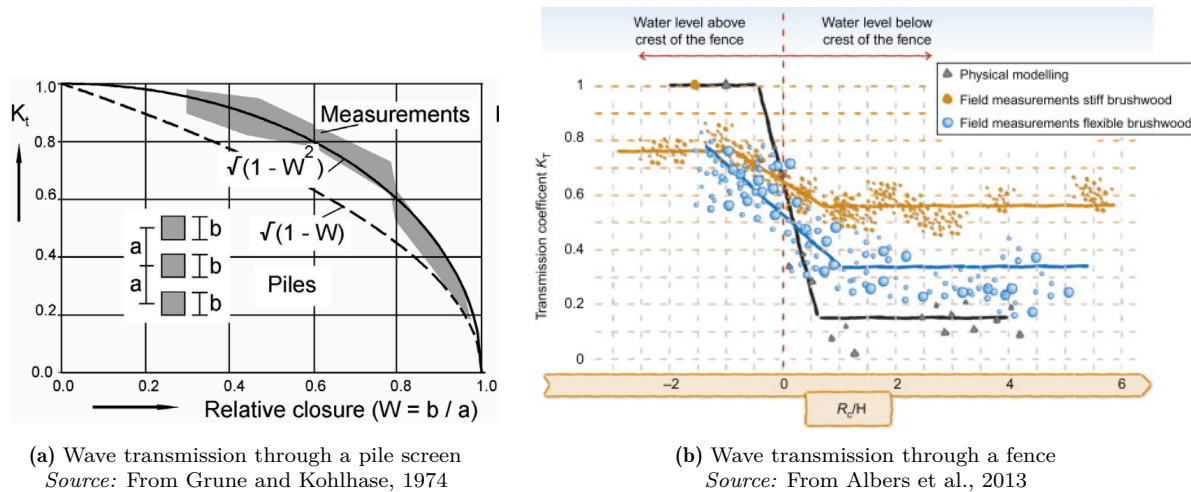 1.0
K_t
0.8
0.6
0.4
0.2
0.0
Measurements
√(1 - W²)
√(1 - W)
a
a
b
b
b
Piles
0.0 0.2 0.4 0.6 0.8 1.0
Relative closure (W = b / a)
(a) Wave transmission through a pile screen
Source: From Grune and Kohlhase, 1974
Water level above
crest of the fence
Water level below
crest of the fence
Physical modelling
Field measurements stiff brushwood
Field measurements flexible brushwood
Transmission coefficent K_T
1
0.8
0.6
0.4
0.2
0
−2 0 2 4 6
R_c/H
(b) Wave transmission through a fence
Source: From Albers et al., 2013